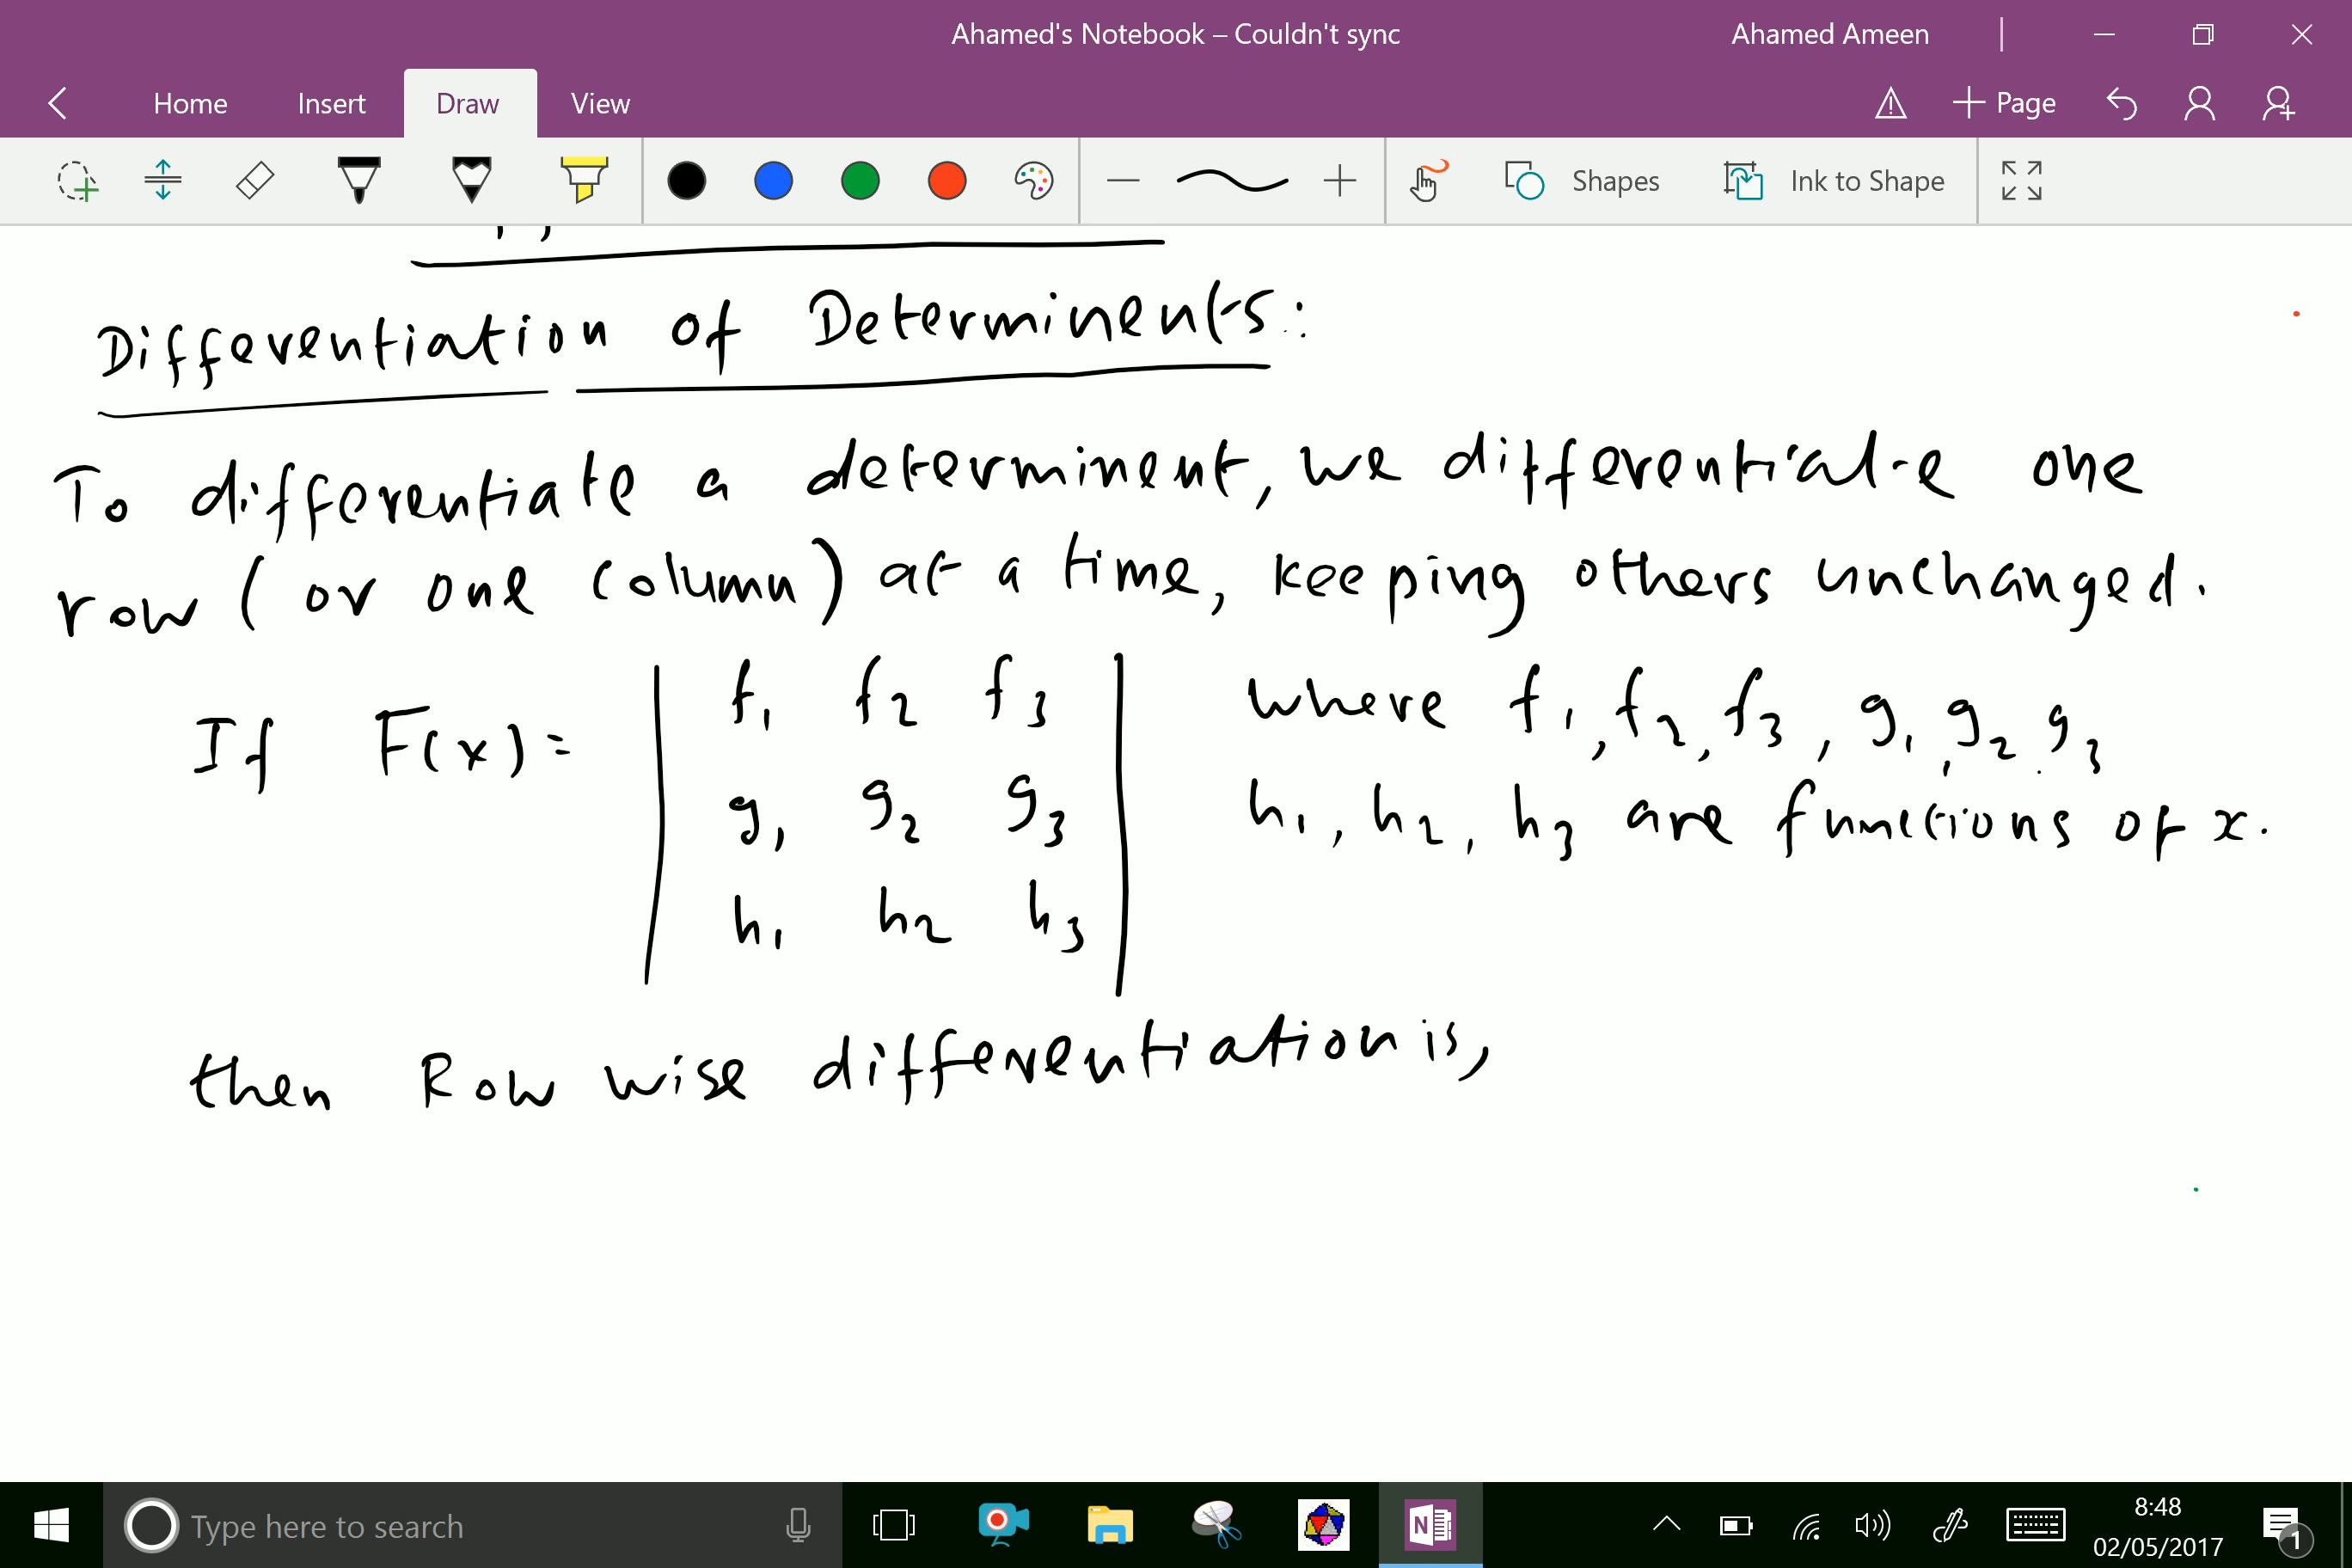 Ahamed's Notebook – Couldn't sync Ahamed Ameen
Home Insert Draw View Page
Shapes Ink to Shape
Differentiation of Determinents:
To differentiate a determinent, we differentiate one
row (or one column) at a time, keeping others unchanged.
If F(x) = | f₁ f₂ f₃ | where f₁, f₂, f₃, g₁, g₂, g₃
| g₁ g₂ g₃ | h₁, h₂, h₃ are functions of x.
| h₁ h₂ h₃ |
then Row wise differentiation is,
Type here to search
N
8:48
02/05/2017
1